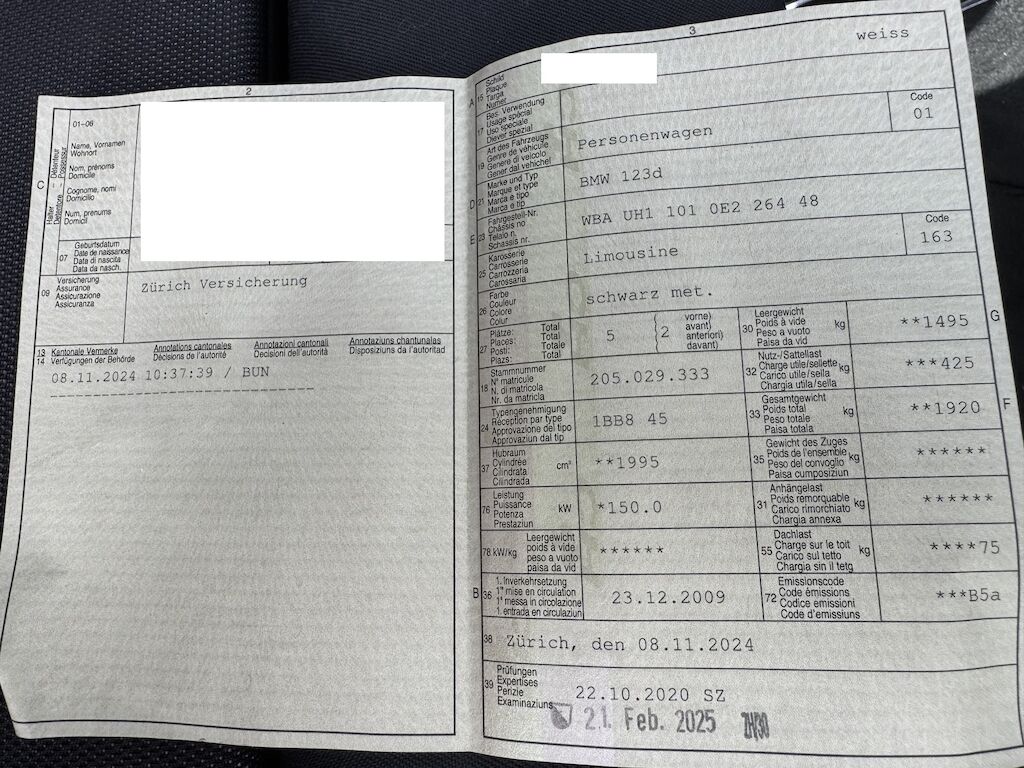 2
01–06
Name, Vornamen
Wohnort
Nom, prénoms
Domicile
Cognome, nomi
Domicilio
Num, prenums
Domicil
C
Halter – Détenteur
Detentore – Possessur
07 Geburtsdatum
Date de naissance
Data di nascita
Data da nasch.
09 Versicherung
Assurance
Assicurazione
Assicuranza
Zürich Versicherung
13 Kantonale Vermerke Annotations cantonales Annotazioni cantonali Annotaziuns chantunalas
14 Verfügungen der Behörde Décisions de l'autorité Decisioni dell'autorità Disposiziuns da l'autoritad
08.11.2024 10:37:39 / BUN
3
weiss
A 15 Schild
Plaque
Targa
Numer
17 Bes. Verwendung
Usage spécial
Uso speciale
Diever spezial
Code
01
19 Art des Fahrzeugs
Genre de véhicule
Genere di veicolo
Gener dal vehichel
Personenwagen
D 21 Marke und Typ
Marque et type
Marca e tipo
Marca e tip
BMW 123d
E 23 Fahrgestell-Nr.
Châssis no
Telaio n.
Schassis nr.
WBA UH1 101 0E2 264 48
25 Karosserie
Carrosserie
Carrozzeria
Carossaria
Limousine
Code
163
26 Farbe
Couleur
Colore
Colur
schwarz met.
27 Plätze: Total
Places: Total
Posti: Totale
Plazs: Total
5 (2 vorne)
avant)
anteriori)
davant)
30 Leergewicht
Poids à vide kg
Peso a vuoto
Paisa da vid
**1495
G
18 Stammnummer
N° matricule
N. di matricola
Nr. da matricla
205.029.333
32 Nutz-/Sattellast
Charge utile/sellette kg
Carico utile/sella
Chargia utila/sella
***425
24 Typengenehmigung
Réception par type
Approvazione del tipo
Approvaziun dal tip
1BB8 45
33 Gesamtgewicht
Poids total kg
Peso totale
Paisa totala
**1920
F
37 Hubraum
Cylindrée cm³
Cilindrata
Cilindrada
**1995
35 Gewicht des Zuges
Poids de l'ensemble kg
Peso del convoglio
Paisa cumposiziun
******
76 Leistung
Puissance kW
Potenza
Prestaziun
*150.0
31 Anhängelast
Poids remorquable kg
Carico rimorchiato
Chargia annexa
******
78 kW/kg Leergewicht
poids à vide
peso a vuoto
paisa da vid
******
55 Dachlast
Charge sur le toit kg
Carico sul tetto
Chargia sin il tetg
****75
B 36 1. Inverkehrsetzung
1re mise en circulation
1a messa in circolazione
1. entrada en circulaziun
23.12.2009
72 Emissionscode
Code émissions
Codice emissioni
Code d'emissiuns
***B5a
38 Zürich, den 08.11.2024
39 Prüfungen
Expertises
Perizie
Examinaziuns
22.10.2020 SZ
21. Feb. 2025